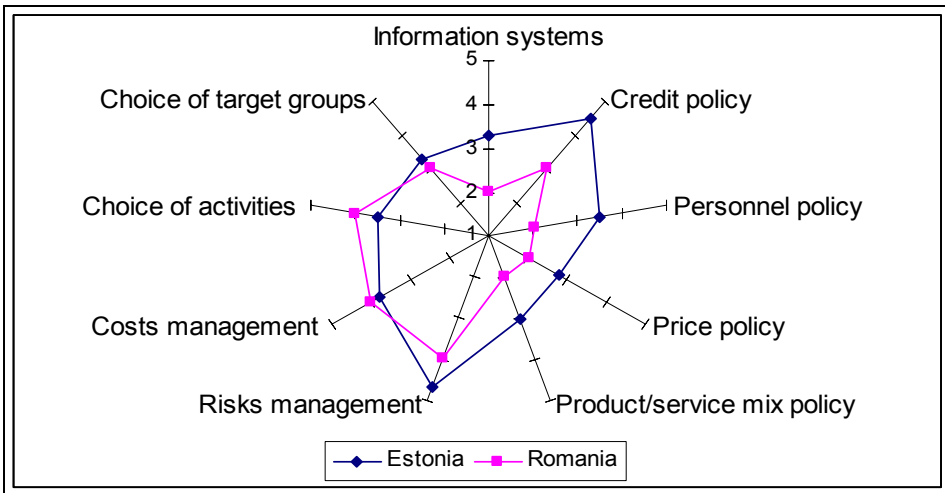 Information systems
5
4
3
2
1
Choice of target groups
Credit policy
Choice of activities
Personnel policy
Costs management
Price policy
Risks management
Product/service mix policy
Estonia
Romania